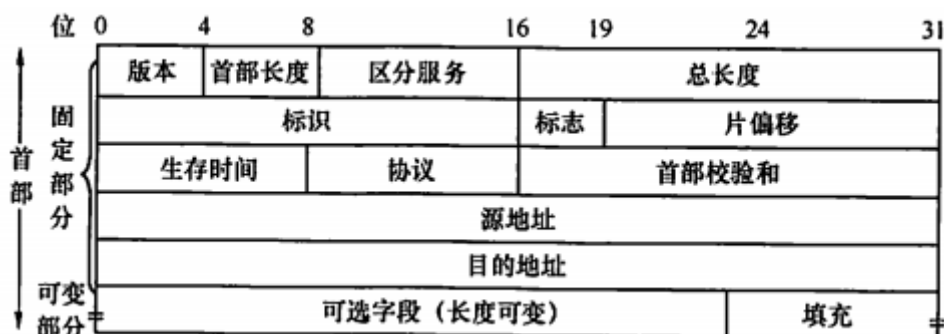 位 0 4 8 16 19 24 31
版本 首部长度 区分服务 总长度
标识 标志 片偏移
生存时间 协议 首部校验和
源地址
目的地址
可选字段（长度可变） 填充
首部
固定部分
可变部分